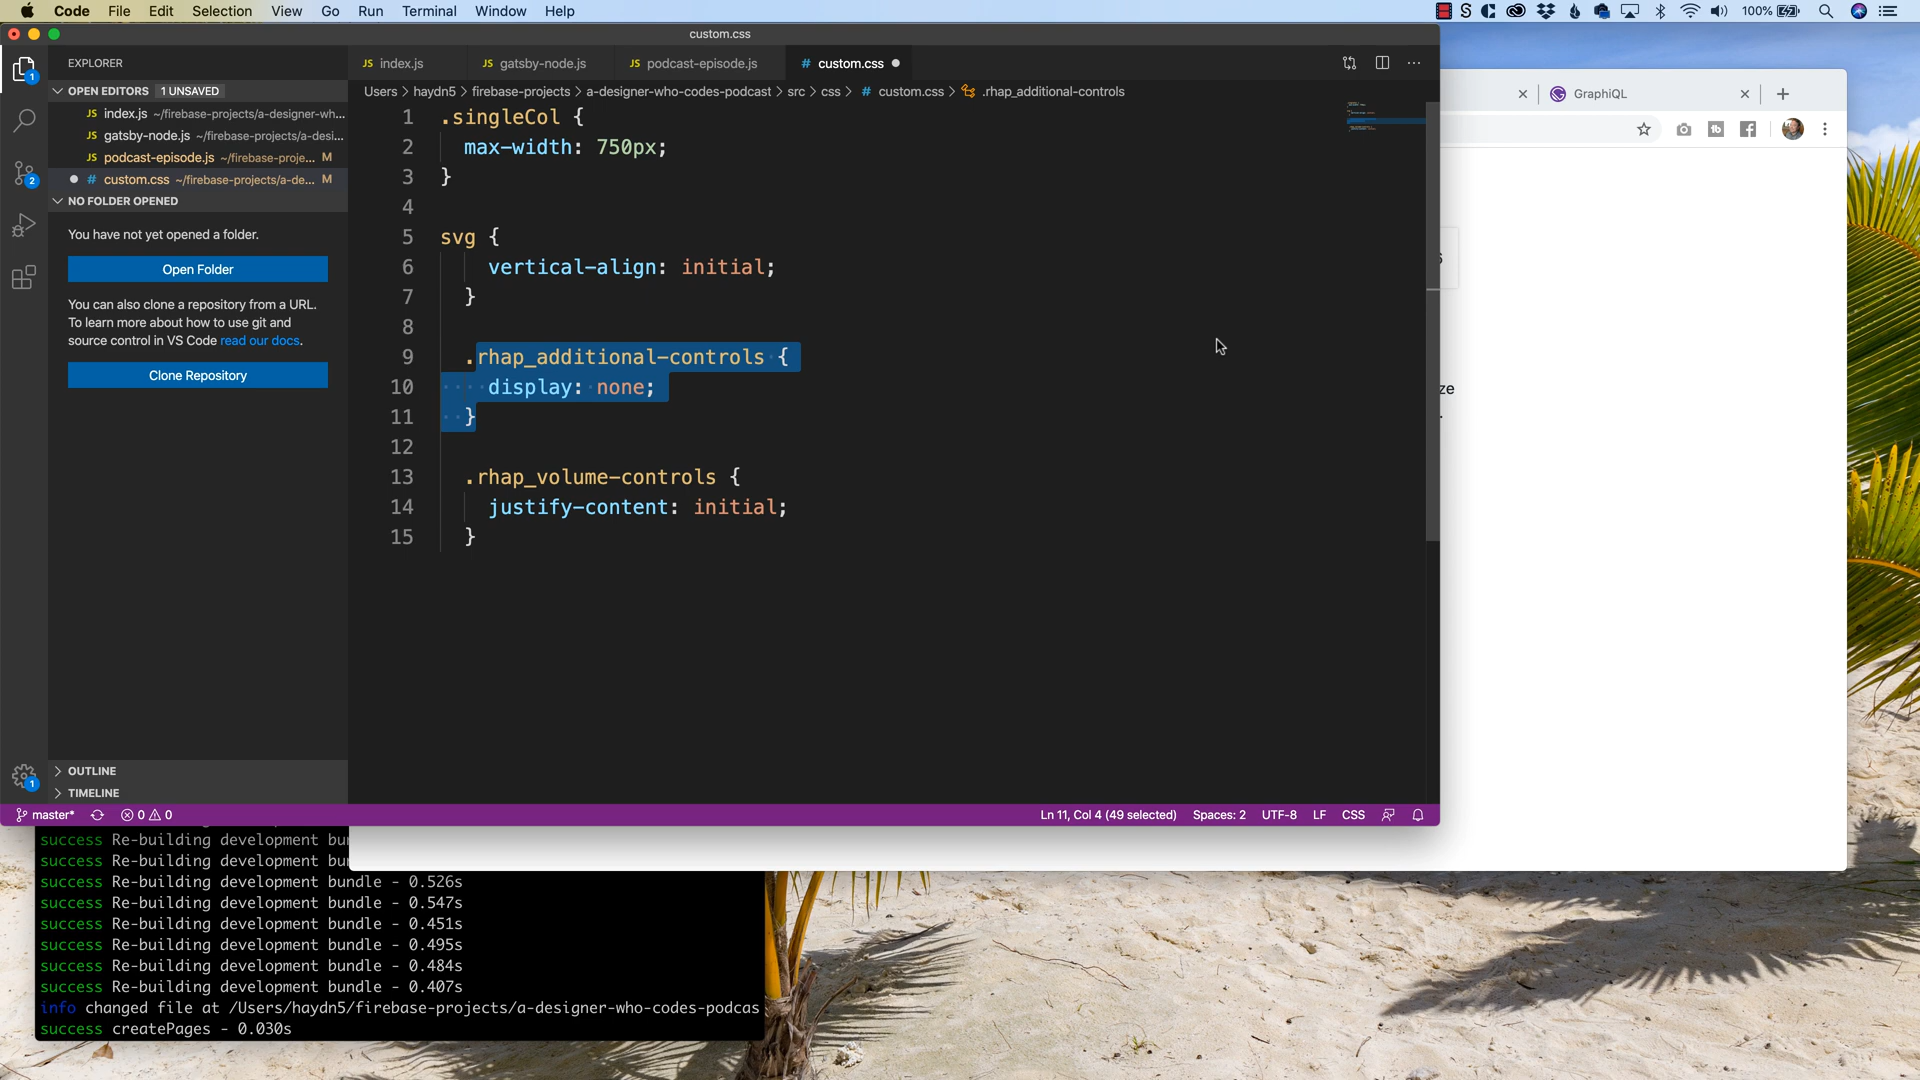 Code File Edit Selection View Go Run Terminal Window Help
100%
custom.css
EXPLORER
OPEN EDITORS 1 UNSAVED
JS index.js ~/firebase-projects/a-designer-wh...
JS gatsby-node.js ~/firebase-projects/a-desi...
JS podcast-episode.js ~/firebase-proje... M
# custom.css ~/firebase-projects/a-de... M
NO FOLDER OPENED
You have not yet opened a folder.
Open Folder
You can also clone a repository from a URL.
To learn more about how to use git and
source control in VS Code read our docs.
Clone Repository
OUTLINE
TIMELINE
JS index.js JS gatsby-node.js JS podcast-episode.js # custom.css
Users > haydn5 > firebase-projects > a-designer-who-codes-podcast > src > css > # custom.css > .rhap_additional-controls
1 .singleCol {
2 max-width: 750px;
3 }
4
5 svg {
6 vertical-align: initial;
7 }
8
9 .rhap_additional-controls {
10 display: none;
11 }
12
13 .rhap_volume-controls {
14 justify-content: initial;
15 }
GraphiQL
ze
master* 0 0 Ln 11, Col 4 (49 selected) Spaces: 2 UTF-8 LF CSS
success Re-building development bun
success Re-building development bun
success Re-building development bundle - 0.526s
success Re-building development bundle - 0.547s
success Re-building development bundle - 0.451s
success Re-building development bundle - 0.495s
success Re-building development bundle - 0.484s
success Re-building development bundle - 0.407s
info changed file at /Users/haydn5/firebase-projects/a-designer-who-codes-podcas
success createPages - 0.030s